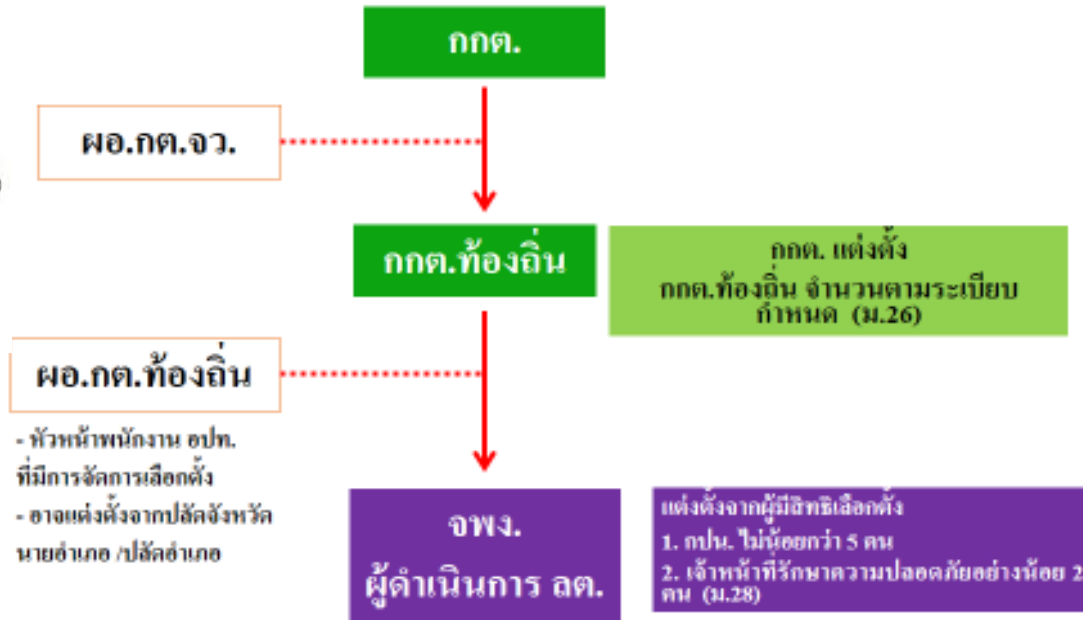 กกต.
ผอ.กต.จว.
กกต.ท้องถิ่น
กกต. แต่งตั้ง
กกต.ท้องถิ่น จำนวนตามระเบียบ
กำหนด (ม.26)
ผอ.กต.ท้องถิ่น
- หัวหน้าพนักงาน อปท.
ที่มีการจัดการเลือกตั้ง
- อาจแต่งตั้งจากปลัดจังหวัด
นายอำเภอ /ปลัดอำเภอ
จพง.
ผู้ดำเนินการ ลต.
แต่งตั้งจากผู้มีสิทธิเลือกตั้ง
1. กปน. ไม่น้อยกว่า 5 คน
2. เจ้าหน้าที่รักษาความปลอดภัยอย่างน้อย 2
คน (ม.28)